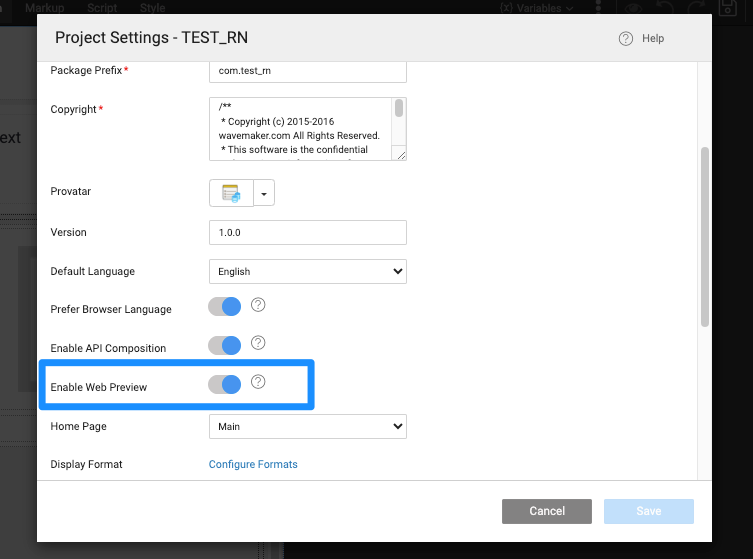 Markup Script Style {x} Variables
Project Settings - TEST_RN
Help
Package Prefix*
com.test_rn
Copyright *
/**
* Copyright (c) 2015-2016
wavemaker.com All Rights Reserved.
* This software is the confidential
Provatar
Version
1.0.0
Default Language
English
Prefer Browser Language
Enable API Composition
Enable Web Preview
Home Page
Main
Display Format
Configure Formats
Cancel
Save